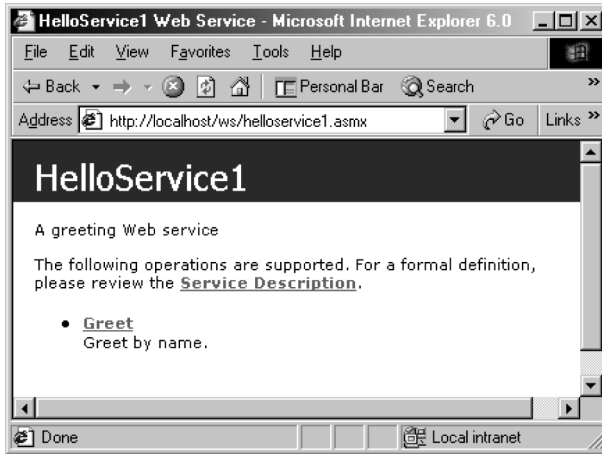 HelloService1 Web Service - Microsoft Internet Explorer 6.0
File Edit View Favorites Tools Help
Back Personal Bar Search »
Address http://localhost/ws/helloservice1.asmx Go Links »
HelloService1
A greeting Web service
The following operations are supported. For a formal definition,
please review the Service Description.
• Greet
Greet by name.
Done Local intranet